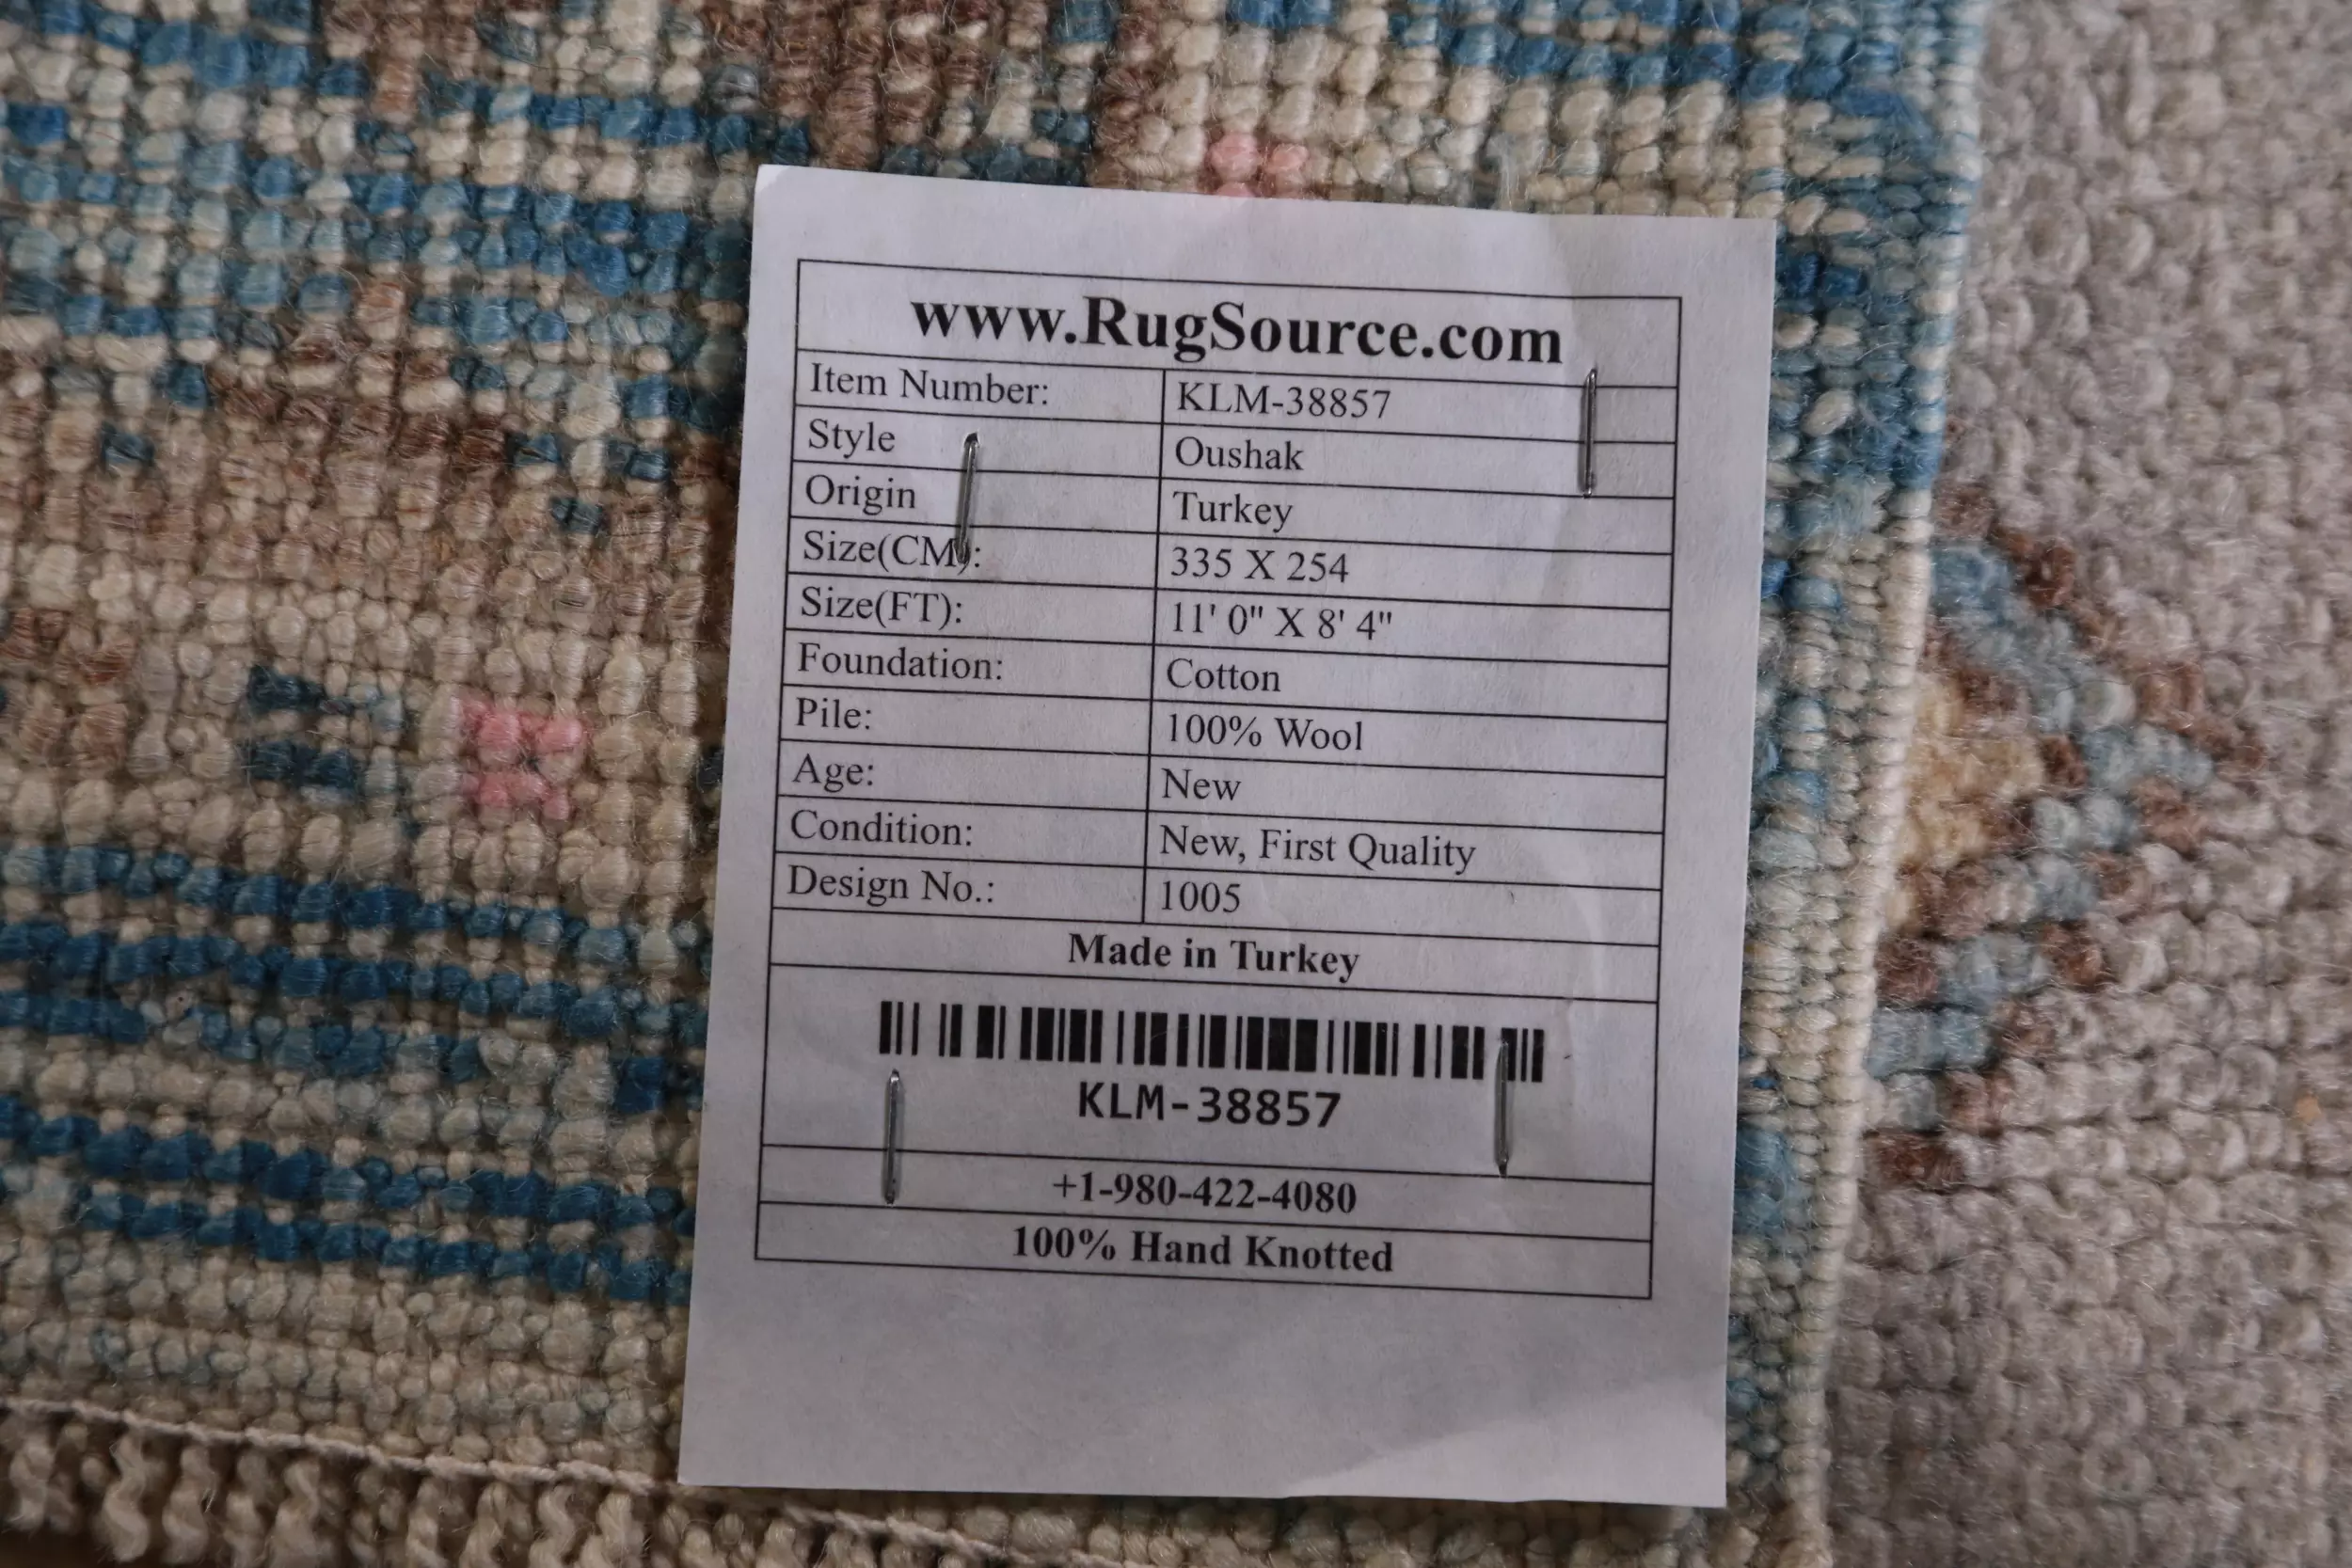 www.RugSource.com
Item Number: KLM-38857
Style Oushak
Origin Turkey
Size(CM): 335 X 254
Size(FT): 11' 0" X 8' 4"
Foundation: Cotton
Pile: 100% Wool
Age: New
Condition: New, First Quality
Design No.: 1005
Made in Turkey
KLM-38857
+1-980-422-4080
100% Hand Knotted